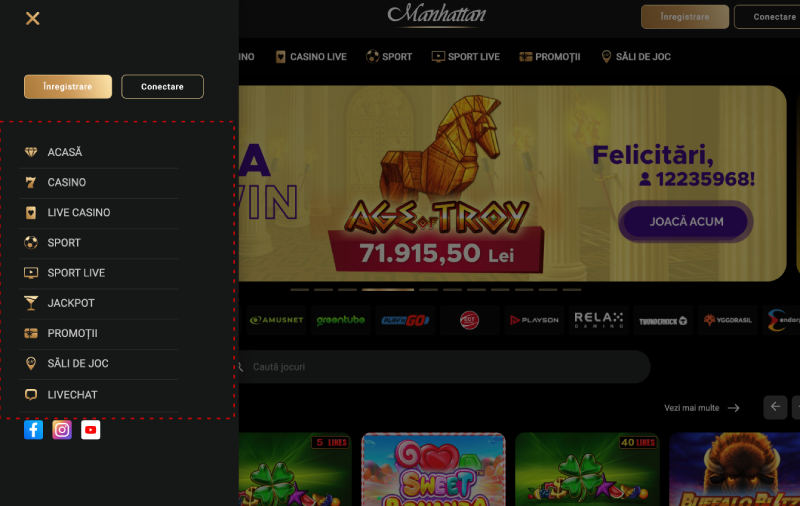 Manhattan
Înregistrare
Conectare
Înregistrare
Conectare
CASINO LIVE
SPORT
SPORT LIVE
PROMOȚII
SĂLI DE JOC
ACASĂ
CASINO
LIVE CASINO
SPORT
SPORT LIVE
JACKPOT
PROMOȚII
SĂLI DE JOC
LIVECHAT
WIN
AGE OF TROY
71.915,50 Lei
Felicitări,
12235968!
JOACĂ ACUM
AMUSNET
greentube
PLAY'N GO
EGT
PLAYSON
RELAX
GAMING
THUNDERKICK
YGGDRASIL
Caută jocuri
Vezi mai multe
5 LINES
40 LINES
SWEET
BUFFALO BLITZ